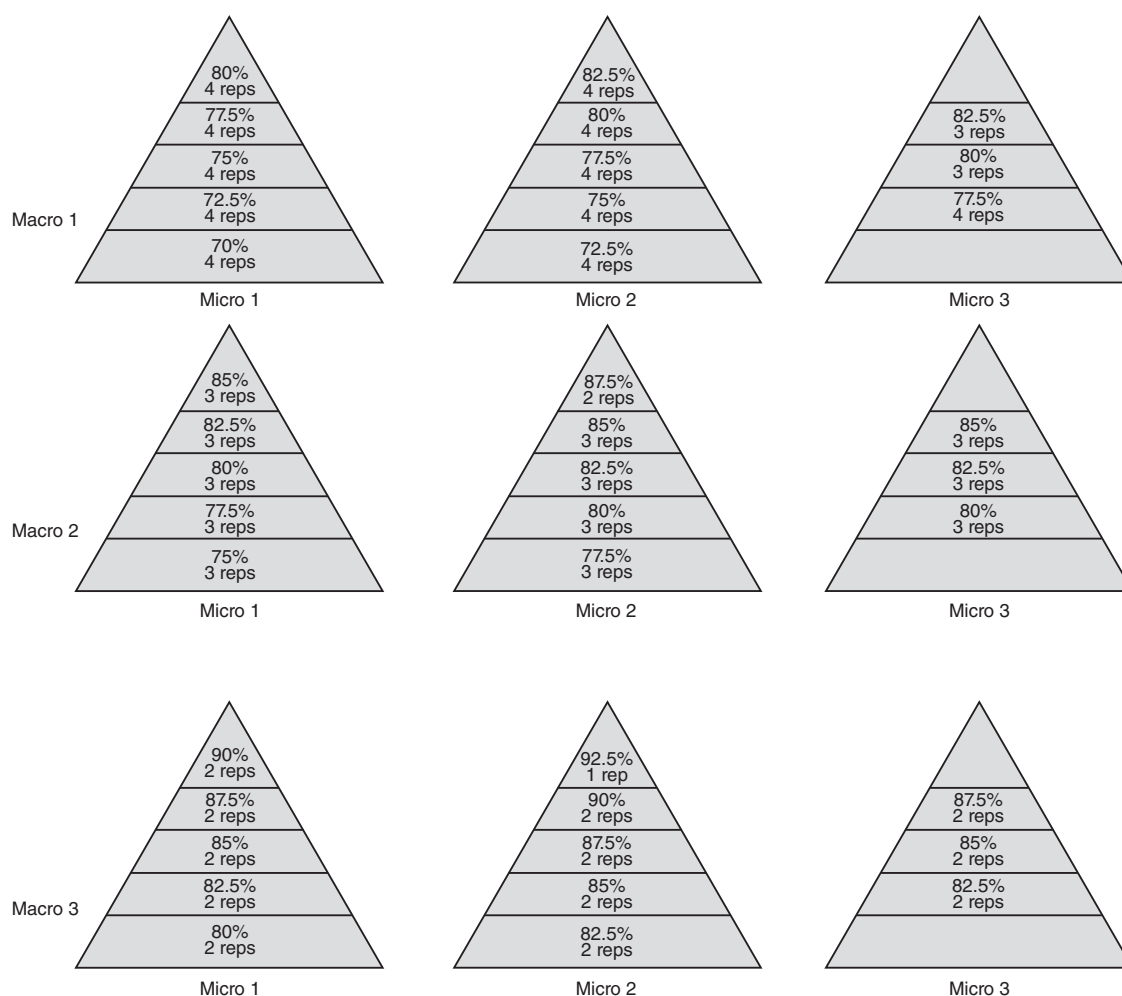 80%
4 reps
77.5%
4 reps
75%
4 reps
72.5%
4 reps
70%
4 reps
Macro 1
Micro 1
82.5%
4 reps
80%
4 reps
77.5%
4 reps
75%
4 reps
72.5%
4 reps
Micro 2
82.5%
3 reps
80%
3 reps
77.5%
4 reps
Micro 3
85%
3 reps
82.5%
3 reps
80%
3 reps
77.5%
3 reps
75%
3 reps
Macro 2
Micro 1
87.5%
2 reps
85%
3 reps
82.5%
3 reps
80%
3 reps
77.5%
3 reps
Micro 2
85%
3 reps
82.5%
3 reps
80%
3 reps
Micro 3
90%
2 reps
87.5%
2 reps
85%
2 reps
82.5%
2 reps
80%
2 reps
Macro 3
Micro 1
92.5%
1 rep
90%
2 reps
87.5%
2 reps
85%
2 reps
82.5%
2 reps
Micro 2
87.5%
2 reps
85%
2 reps
82.5%
2 reps
Micro 3